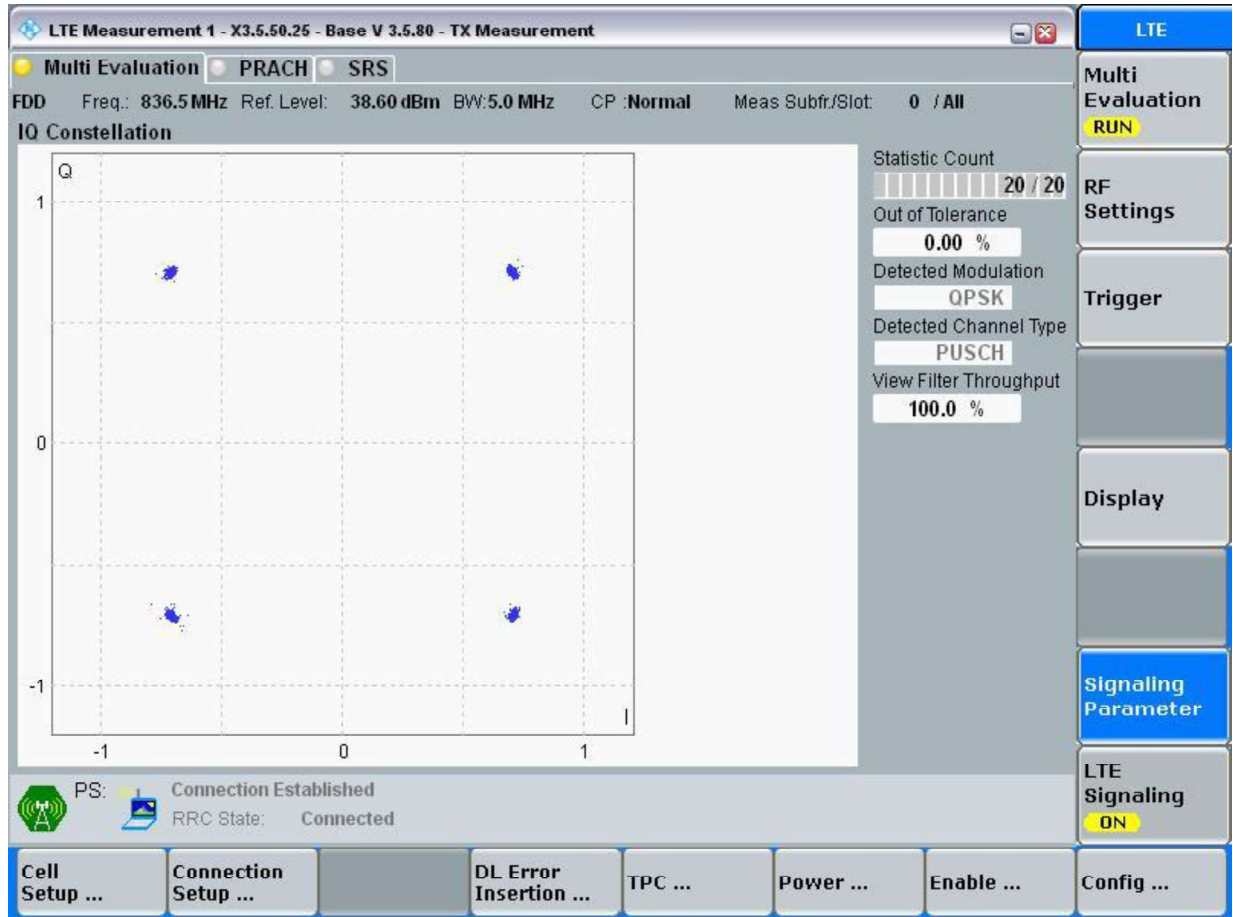 LTE Measurement 1 - X3.5.50.25 - Base V 3.5.80 - TX Measurement
LTE
Multi Evaluation PRACH SRS
FDD Freq.: 836.5 MHz Ref. Level: 38.60 dBm BW: 5.0 MHz CP :Normal Meas Subfr./Slot: 0 / All
Multi
Evaluation
RUN
IQ Constellation
Q
1
0
-1
I
-1 0 1
Statistic Count
20 / 20
Out of Tolerance
0.00 %
Detected Modulation
QPSK
Detected Channel Type
PUSCH
View Filter Throughput
100.0 %
RF
Settings
Trigger
Display
Signaling
Parameter
LTE
Signaling
ON
PS: Connection Established
RRC State: Connected
Cell
Setup ...
Connection
Setup ...
DL Error
Insertion ...
TPC ...
Power ...
Enable ...
Config ...